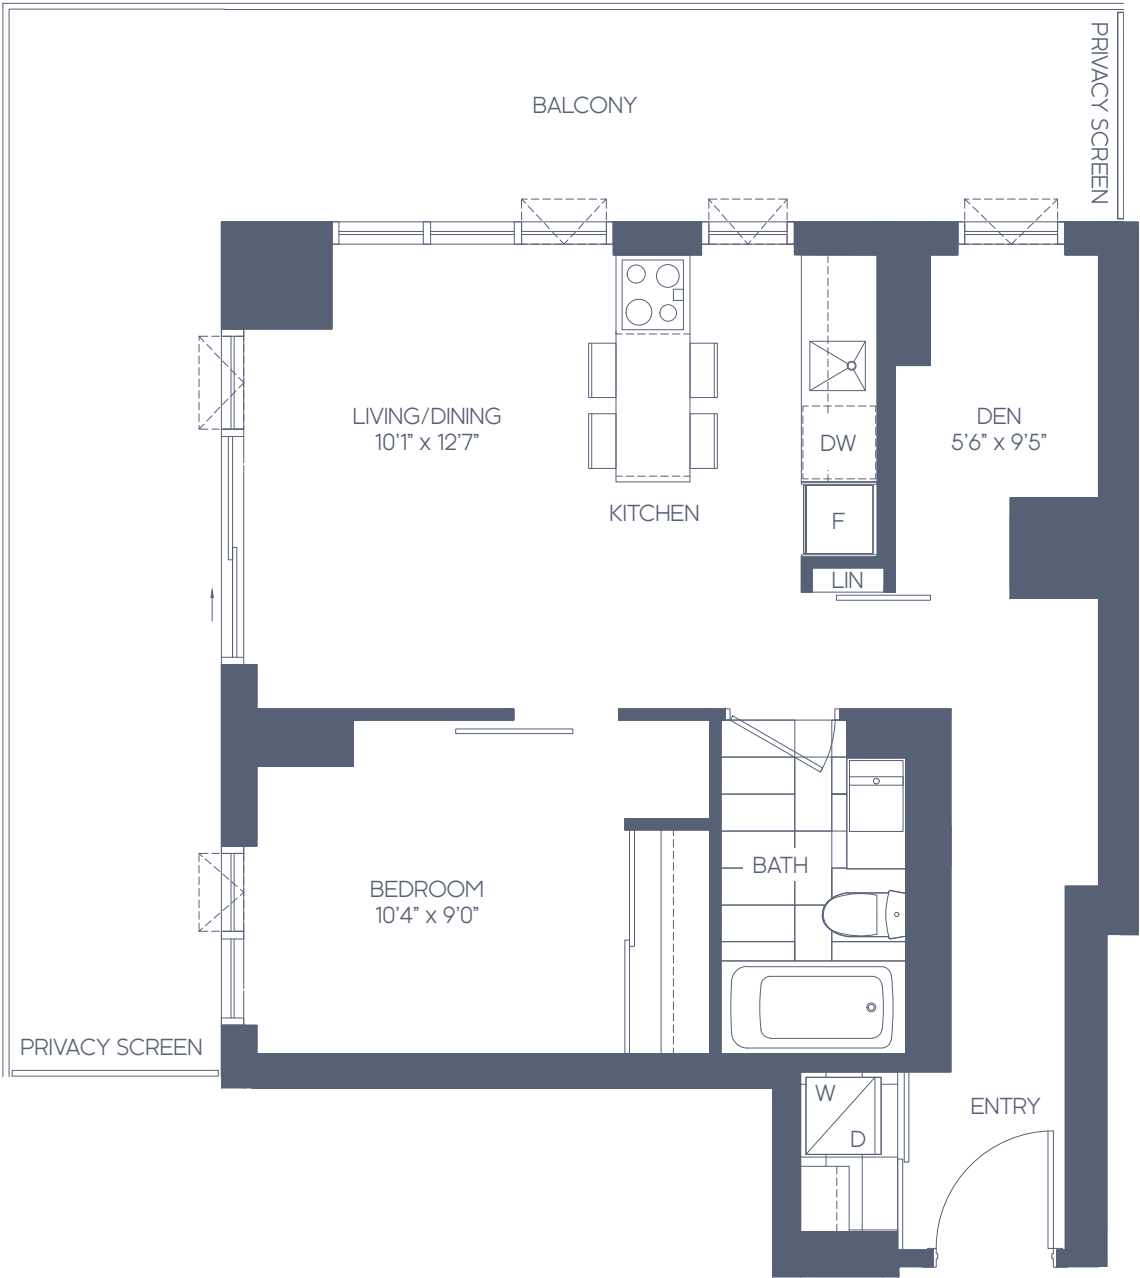 PRIVACY SCREEN
BALCONY
LIVING/DINING
10'1" x 12'7"
DEN
5'6" x 9'5"
DW
KITCHEN
F
LIN
BATH
BEDROOM
10'4" x 9'0"
PRIVACY SCREEN
W
D
ENTRY